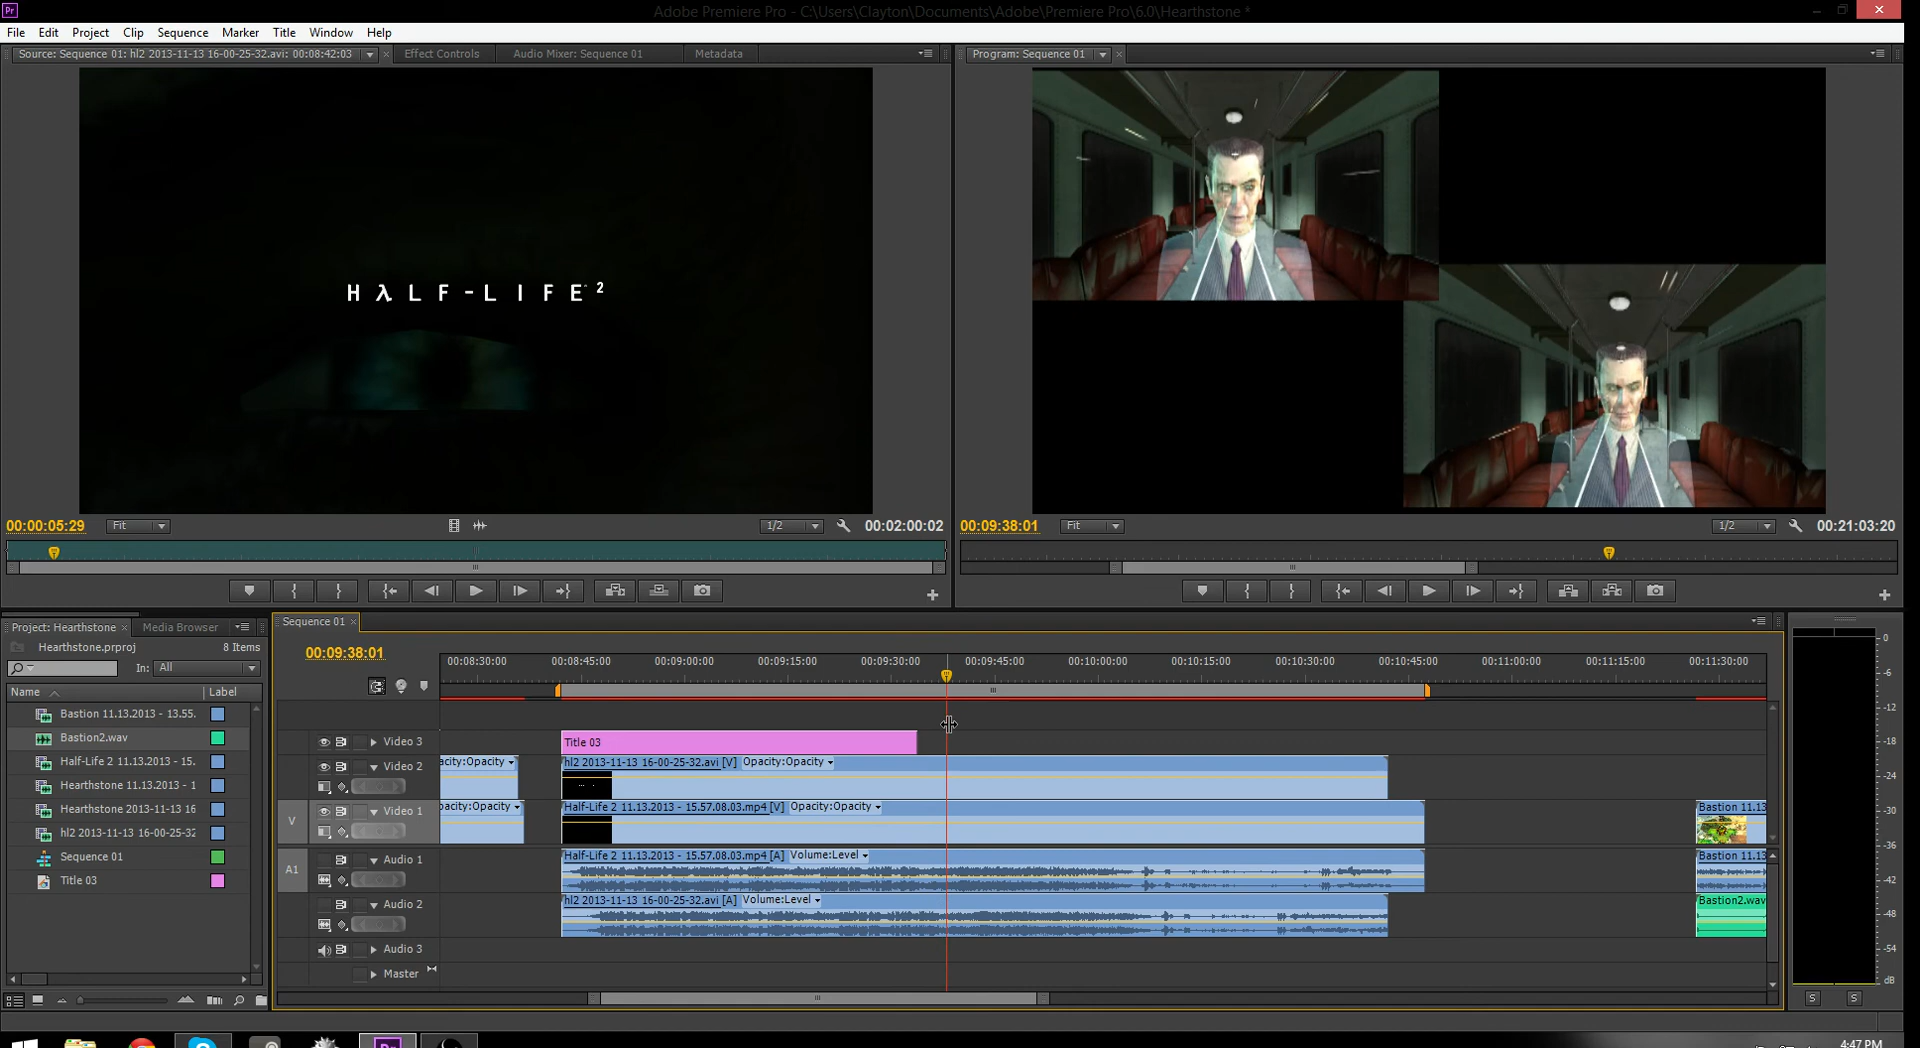 Pr
Adobe Premiere Pro - C:\Users\Clayton\Documents\Adobe\Premiere Pro\6.0\Hearthstone *
File Edit Project Clip Sequence Marker Title Window Help
Source: Sequence 01: hl2 2013-11-13 16-00-25-32.avi: 00:08:42:03 Effect Controls Audio Mixer: Sequence 01 Metadata
Program: Sequence 01
HλLF-LIFE²
00:00:05:29 Fit 1/2 00:02:00:02
00:09:38:01 Fit 1/2 00:21:03:20
Project: Hearthstone Media Browser
Hearthstone.prproj 8 Items
In: All
Name Label
Bastion 11.13.2013 - 13.55.
Bastion2.wav
Half-Life 2 11.13.2013 - 15.
Hearthstone 11.13.2013 - 1
Hearthstone 2013-11-13 16
hl2 2013-11-13 16-00-25-32
Sequence 01
Title 03
Sequence 01
00:09:38:01
00:08:30:00 00:08:45:00 00:09:00:00 00:09:15:00 00:09:30:00 00:09:45:00 00:10:00:00 00:10:15:00 00:10:30:00 00:10:45:00 00:11:00:00 00:11:15:00 00:11:30:00
Video 3 Title 03
Video 2 acity:Opacity hl2 2013-11-13 16-00-25-32.avi [V] Opacity:Opacity
V Video 1 pacity:Opacity Half-Life 2 11.13.2013 - 15.57.08.03.mp4 [V] Opacity:Opacity Bastion 11.13
A1 Audio 1 Half-Life 2 11.13.2013 - 15.57.08.03.mp4 [A] Volume:Level Bastion 11.13
Audio 2 hl2 2013-11-13 16-00-25-32.avi [A] Volume:Level Bastion2.wav
Audio 3
Master
0
-6
-12
-18
-24
-30
-36
-42
-48
-54
dB
S S
Pr
4:47 PM